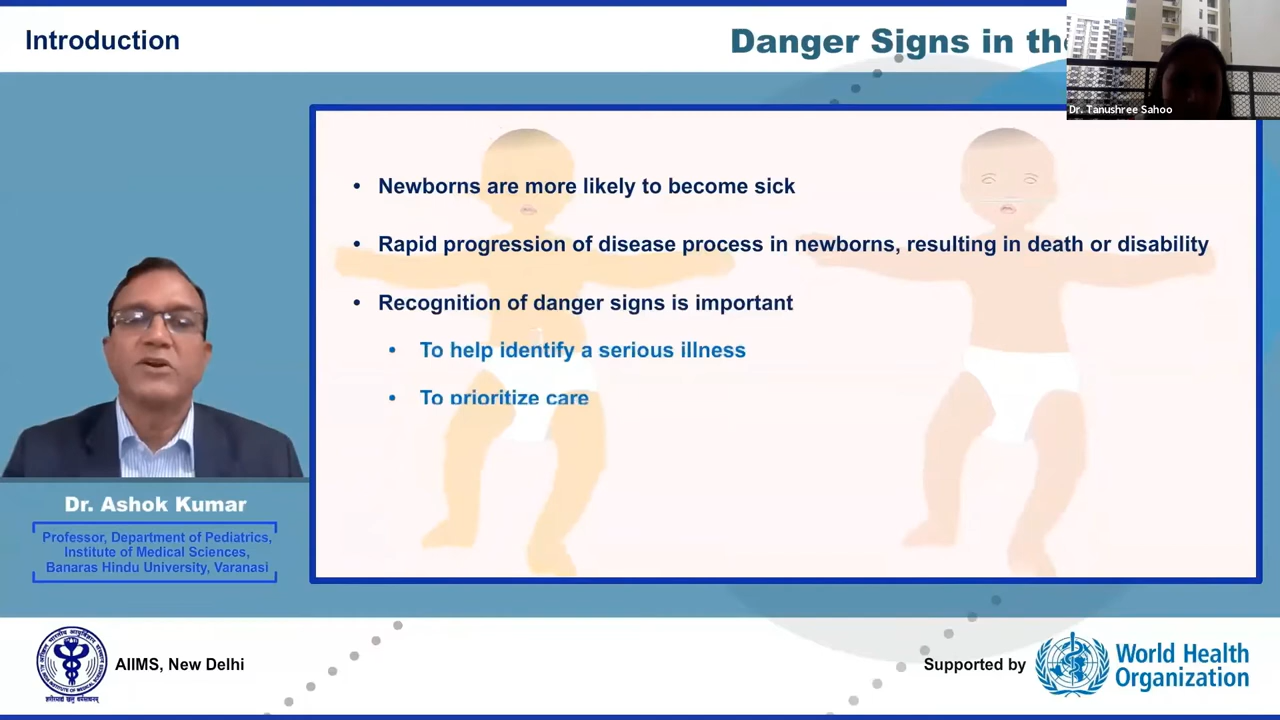 Introduction
Danger Signs in the
Dr. Tanushree Sahoo
• Newborns are more likely to become sick
• Rapid progression of disease process in newborns, resulting in death or disability
• Recognition of danger signs is important
• To help identify a serious illness
• To prioritize care
Dr. Ashok Kumar
Professor, Department of Pediatrics,
Institute of Medical Sciences,
Banaras Hindu University, Varanasi
AIIMS, New Delhi
Supported by
World Health
Organization